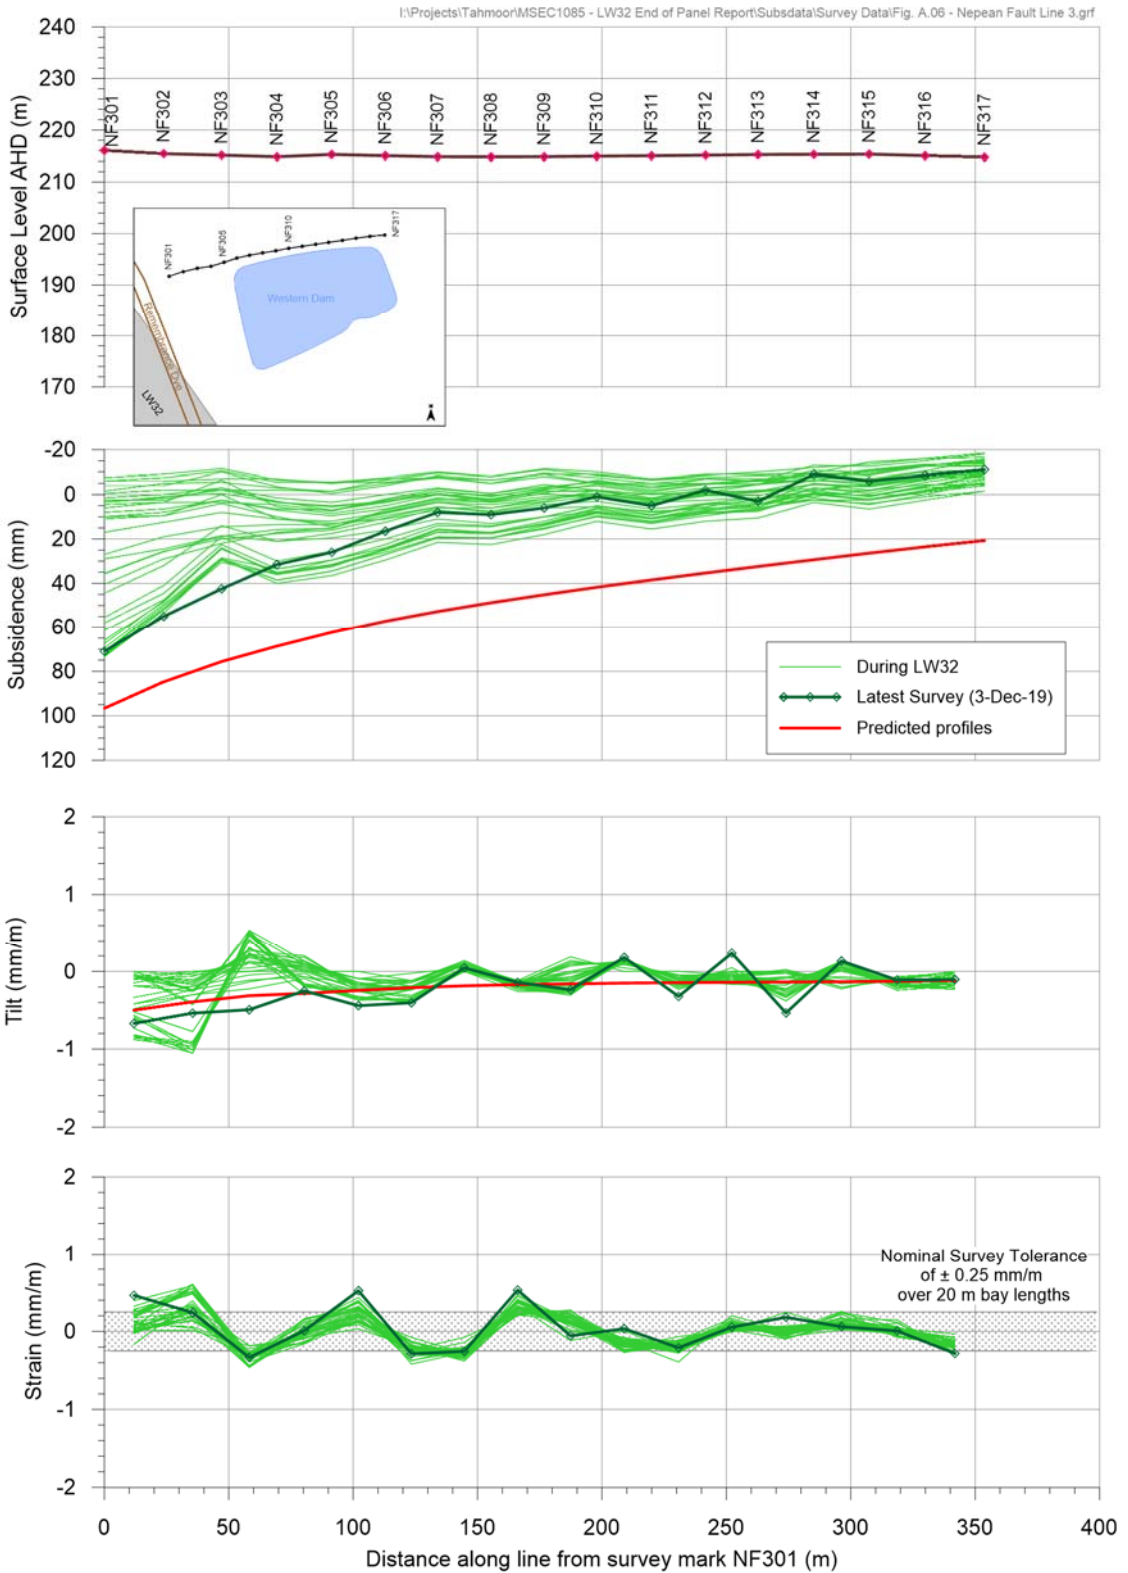 I:\Projects\Tahmoor\MSEC1085 - LW32 End of Panel Report\Subsdata\Survey Data\Fig. A.06 - Nepean Fault Line 3.grf
240
230
220
210
200
190
180
170
Surface Level AHD (m)
NF301
NF302
NF303
NF304
NF305
NF306
NF307
NF308
NF309
NF310
NF311
NF312
NF313
NF314
NF315
NF316
NF317
NF301
NF305
NF310
NF317
Western Dam
Remembrance Dve
LW32
-20
0
20
40
60
80
100
120
Subsidence (mm)
During LW32
Latest Survey (3-Dec-19)
Predicted profiles
2
1
0
-1
-2
Tilt (mm/m)
2
1
0
-1
-2
Strain (mm/m)
Nominal Survey Tolerance
of ± 0.25 mm/m
over 20 m bay lengths
0 50 100 150 200 250 300 350 400
Distance along line from survey mark NF301 (m)